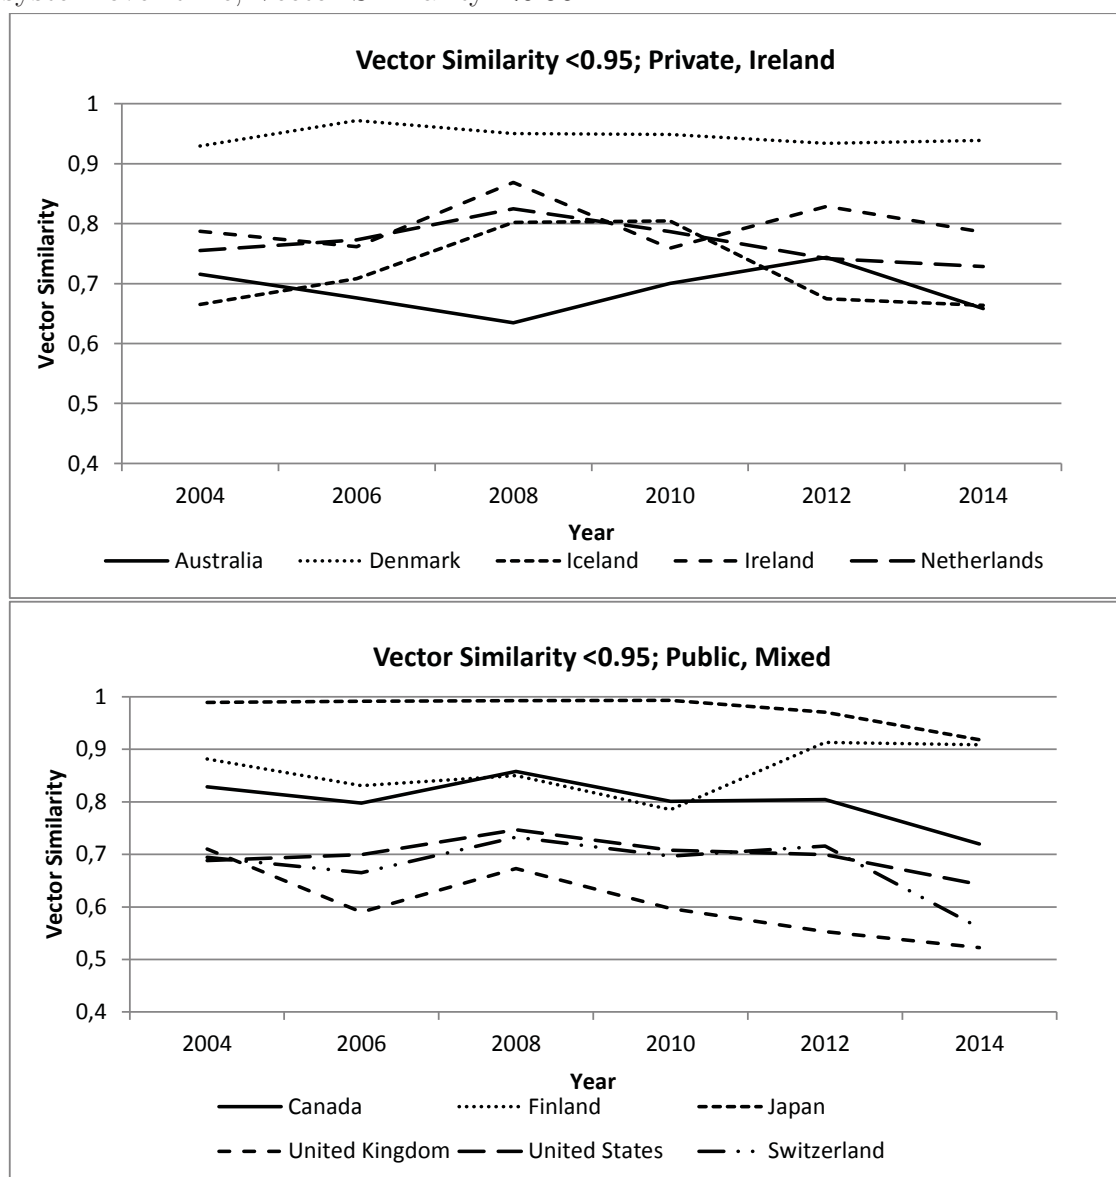 Vector Similarity <0.95; Private, Ireland
1
0,9
0,8
0,7
0,6
0,5
0,4
Vector Similarity
2004 2006 2008 2010 2012 2014
Year
Australia Denmark Iceland Ireland Netherlands
Vector Similarity <0.95; Public, Mixed
1
0,9
0,8
0,7
0,6
0,5
0,4
Vector Similarity
2004 2006 2008 2010 2012 2014
Year
Canada Finland Japan
United Kingdom United States Switzerland